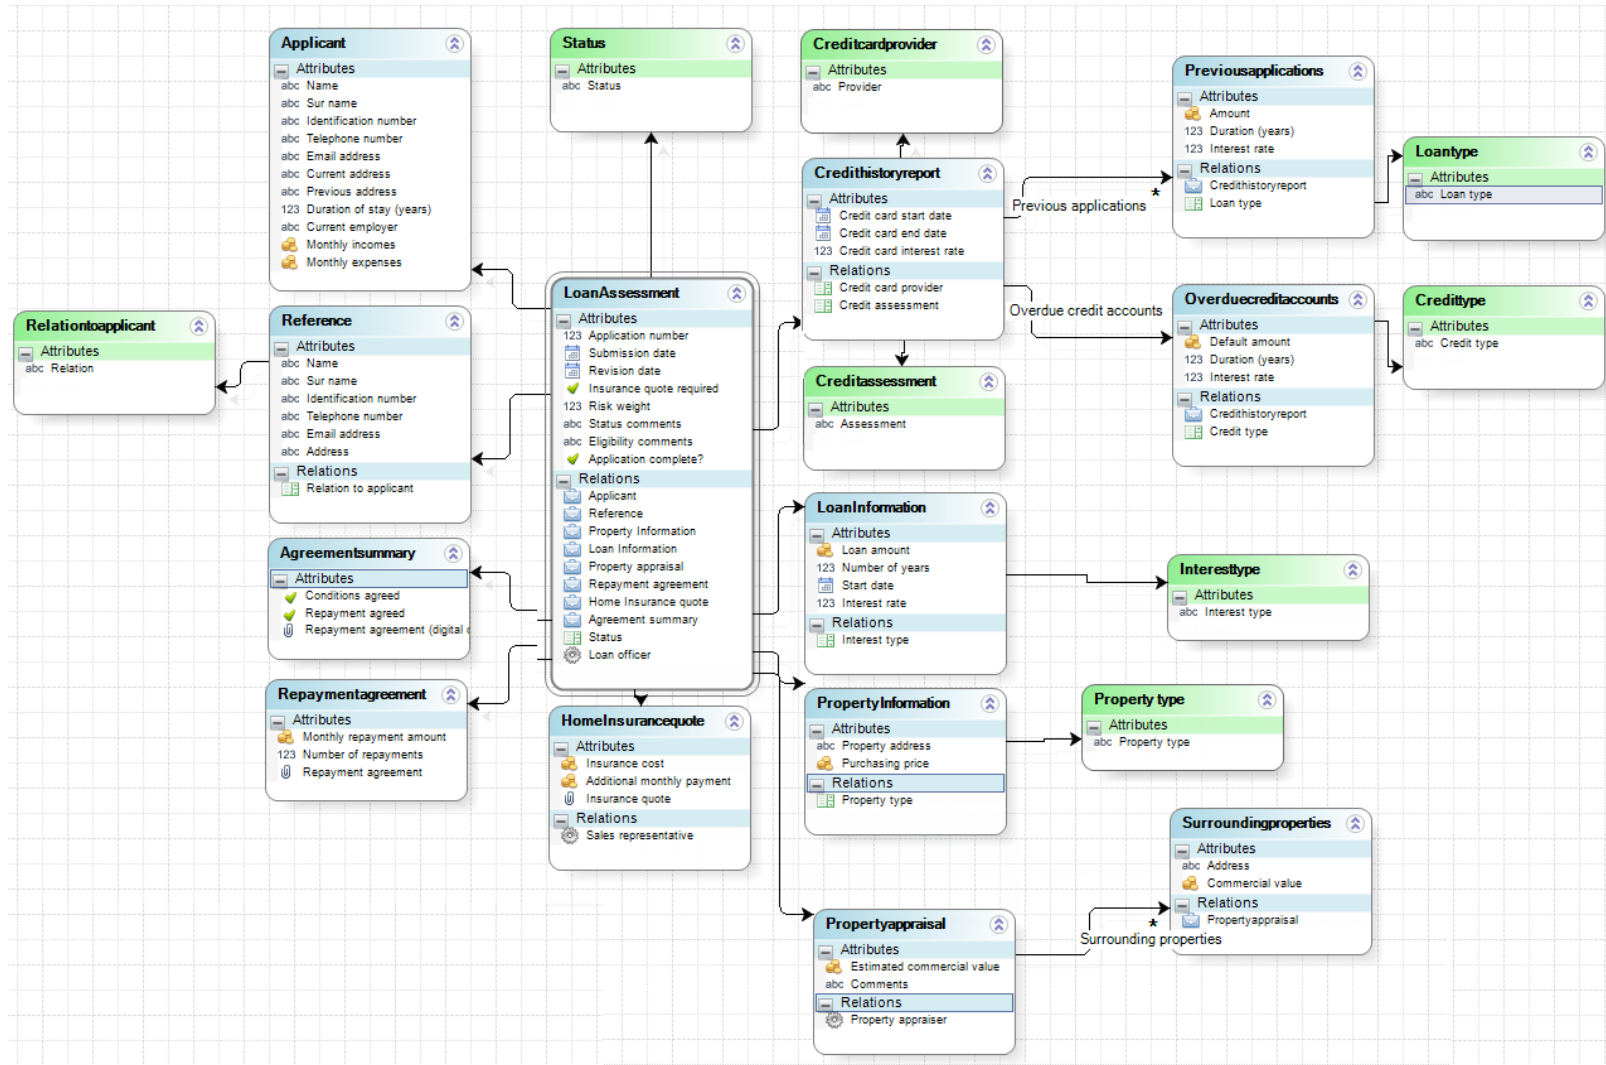 Applicant
Attributes
abc Name
abc Sur name
abc Identification number
abc Telephone number
abc Email address
abc Current address
abc Previous address
123 Duration of stay (years)
abc Current employer
Monthly incomes
Monthly expenses
Status
Attributes
abc Status
Creditcardprovider
Attributes
abc Provider
Previousapplications
Attributes
Amount
123 Duration (years)
123 Interest rate
Relations
Credithistoryreport
Loan type
Loantype
Attributes
abc Loan type
Credithistoryreport
Attributes
Credit card start date
Credit card end date
123 Credit card interest rate
Relations
Credit card provider
Credit assessment
Previous applications
*
Overdue credit accounts
Relationtoapplicant
Attributes
abc Relation
Reference
Attributes
abc Name
abc Sur name
abc Identification number
abc Telephone number
abc Email address
abc Address
Relations
Relation to applicant
LoanAssessment
Attributes
123 Application number
Submission date
Revision date
Insurance quote required
123 Risk weight
abc Status comments
abc Eligibility comments
Application complete?
Relations
Applicant
Reference
Property Information
Loan Information
Property appraisal
Repayment agreement
Home Insurance quote
Agreement summary
Status
Loan officer
Creditassessment
Attributes
abc Assessment
Overduecreditaccounts
Attributes
Default amount
123 Duration (years)
123 Interest rate
Relations
Credithistoryreport
Credit type
Credittype
Attributes
abc Credit type
Agreementsummary
Attributes
Conditions agreed
Repayment agreed
Repayment agreement (digital
LoanInformation
Attributes
Loan amount
123 Number of years
Start date
123 Interest rate
Relations
Interest type
Interesttype
Attributes
abc Interest type
Repaymentagreement
Attributes
Monthly repayment amount
123 Number of repayments
Repayment agreement
HomeInsurancequote
Attributes
Insurance cost
Additional monthly payment
Insurance quote
Relations
Sales representative
PropertyInformation
Attributes
abc Property address
Purchasing price
Relations
Property type
Property type
Attributes
abc Property type
Surroundingproperties
Attributes
abc Address
Commercial value
Relations
Propertyappraisal
Propertyappraisal
Attributes
Estimated commercial value
abc Comments
Relations
Property appraiser
*
Surrounding properties